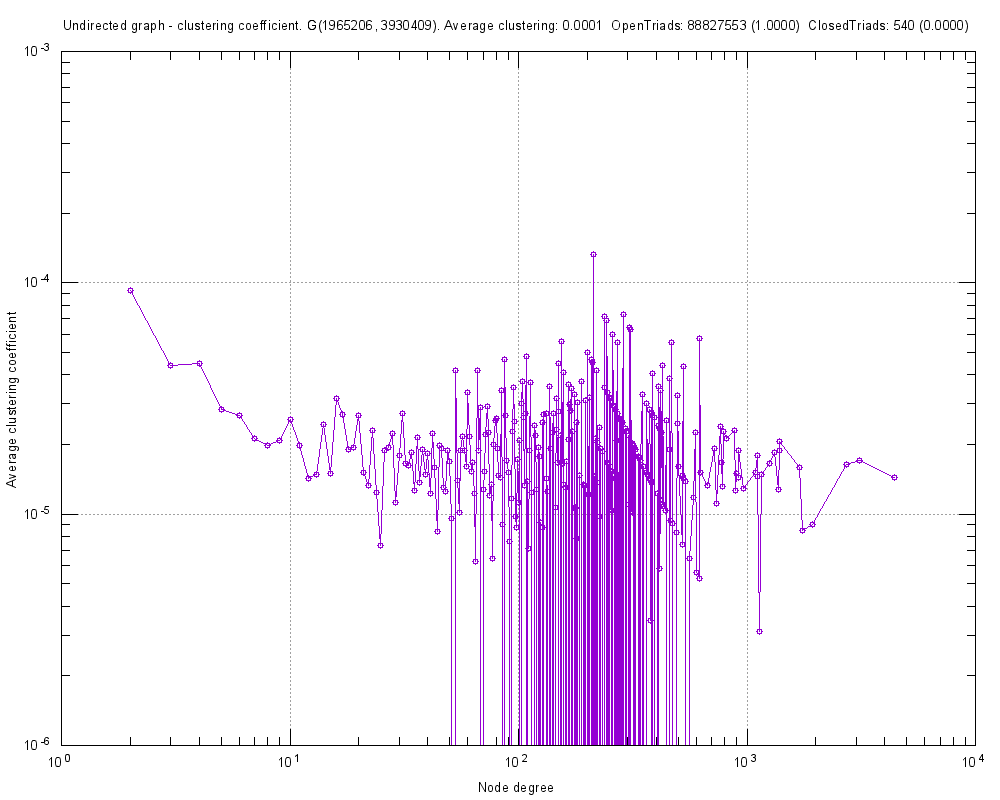 Undirected graph - clustering coefficient. G(1965206, 3930409). Average clustering: 0.0001 OpenTriads: 88827553 (1.0000) ClosedTriads: 540 (0.0000)
10^-3
10^-4
10^-5
10^-6
Average clustering coefficient
10^0 10^1 10^2 10^3 10^4
Node degree